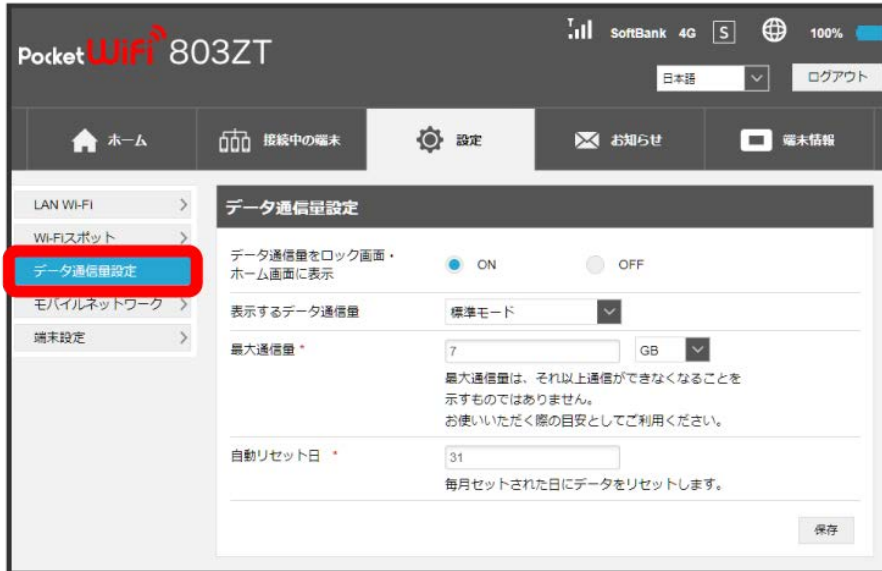 SoftBank 4G S 100%
Pocket WiFi 803ZT
日本語 ログアウト
ホーム 接続中の端末 設定 お知らせ 端末情報
LAN Wi-Fi
Wi-Fiスポット
データ通信量設定
モバイルネットワーク
端末設定
データ通信量設定
データ通信量をロック画面・
ホーム画面に表示
ON OFF
表示するデータ通信量 標準モード
最大通信量 * 7 GB
最大通信量は、それ以上通信ができなくなることを
示すものではありません。
お使いいただく際の目安としてご利用ください。
自動リセット日 * 31
毎月セットされた日にデータをリセットします。
保存